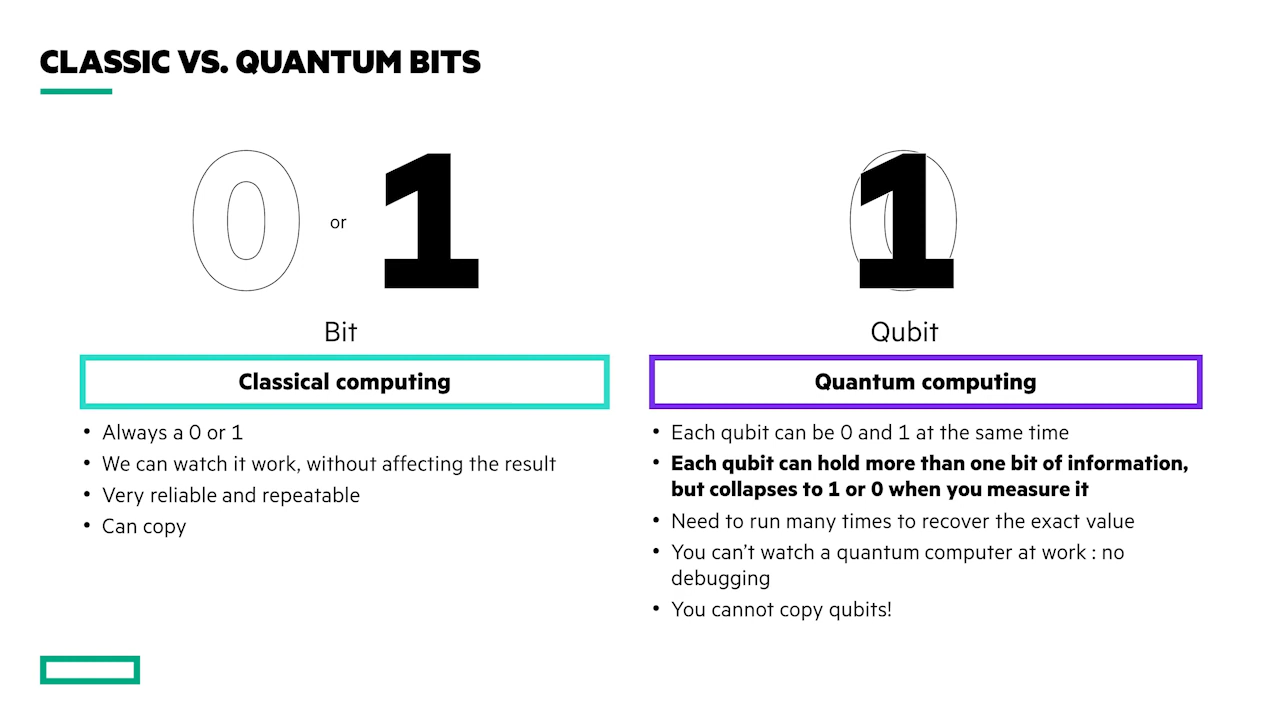 CLASSIC VS. QUANTUM BITS
0 or 1
Bit
Classical computing
• Always a 0 or 1
• We can watch it work, without affecting the result
• Very reliable and repeatable
• Can copy
0 1
Qubit
Quantum computing
• Each qubit can be 0 and 1 at the same time
• Each qubit can hold more than one bit of information,
but collapses to 1 or 0 when you measure it
• Need to run many times to recover the exact value
• You can’t watch a quantum computer at work : no
debugging
• You cannot copy qubits!